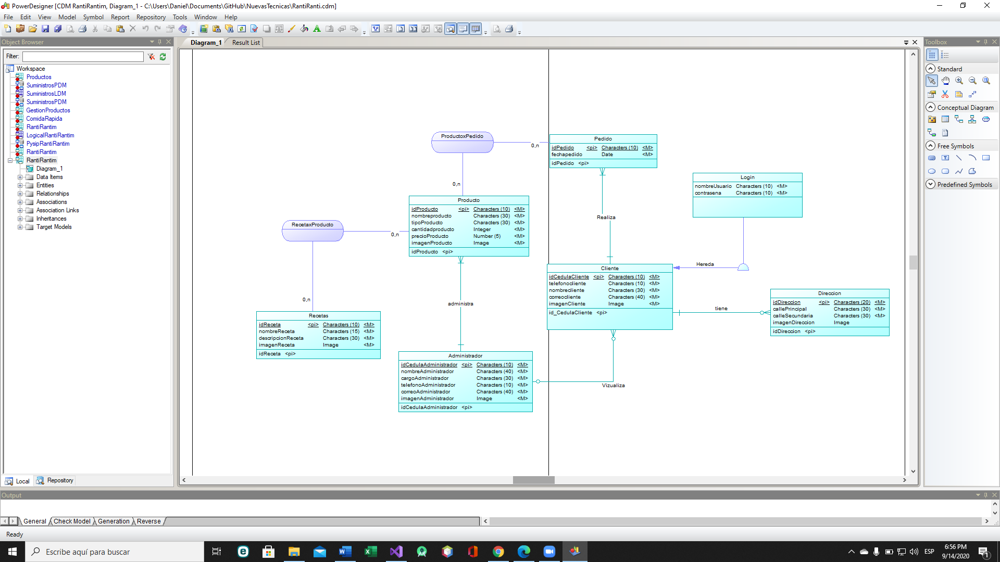 PowerDesigner [CDM RantiRantim, Diagram_1 - C:\Users\Daniel\Documents\GitHub\NuevasTecnicas\RantiRanti.cdm]
File Edit View Model Symbol Report Repository Tools Window Help
Object Browser
Filter:
Workspace
Productos
SuministrosPDM
SuministrosLDM
SuministrosPDM
GestionProductos
ComidaRapida
RantiRantim
LogicalRantiRantim
PysipRantiRantim
RantiRantim
RantiRantim
Diagram_1
Data Items
Entities
Relationships
Associations
Association Links
Inheritances
Target Models
Local Repository
Diagram_1 Result List
ProductoxPedido
0,n
0,n
Pedido
idPedido <pi> Characters (10) <M>
fechapedido Date <M>
idPedido <pi>
Realiza
Login
nombreUsuario Characters (10) <M>
contrasena Characters (10) <M>
Producto
idProducto <pi> Characters (10) <M>
nombreproducto Characters (30) <M>
tipoProducto Characters (30) <M>
cantidadproducto Integer <M>
precioProducto Number (5) <M>
imagenProducto Image <M>
idProducto <pi>
RecetaxProducto
0,n
0,n
Hereda
Cliente
idCedulaCliente <pi> Characters (10) <M>
telefonocliente Characters (10) <M>
nombrecliente Characters (30) <M>
correocliente Characters (40) <M>
imagenCliente Image <M>
id_CedulaCliente <pi>
tiene
Direccion
idDireccion <pi> Characters (20) <M>
callePrincipal Characters (30) <M>
calleSecundaria Characters (30) <M>
imagenDireccion Image
idDireccion <pi>
administra
Recetas
idReceta <pi> Characters (10) <M>
nombreReceta Characters (15) <M>
descripcionReceta Characters (30) <M>
imagenReceta Image <M>
idReceta <pi>
Administrador
idCedulaAdministrador <pi> Characters (10) <M>
nombreAdministrador Characters (40) <M>
cargoAdministrador Characters (30) <M>
telefonoAdministrador Characters (10) <M>
correoAdministrador Characters (40) <M>
imagenAdministrador Image <M>
idCedulaAdministrador <pi>
Vizualiza
Toolbox
Standard
Conceptual Diagram
Free Symbols
Predefined Symbols
Output
General Check Model Generation Reverse
Ready
Escribe aquí para buscar
ESP
6:56 PM
9/14/2020
1